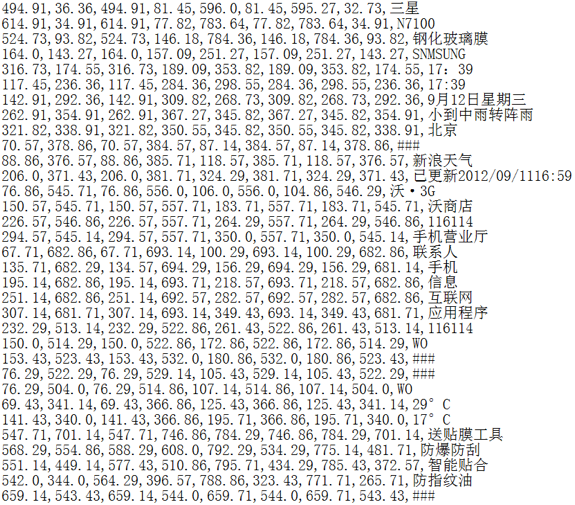 494.91,36.36,494.91,81.45,596.0,81.45,595.27,32.73,三星
614.91,34.91,614.91,77.82,783.64,77.82,783.64,34.91,N7100
524.73,93.82,524.73,146.18,784.36,146.18,784.36,93.82,钢化玻璃膜
164.0,143.27,164.0,157.09,251.27,157.09,251.27,143.27,SNMSUNG
316.73,174.55,316.73,189.09,353.82,189.09,353.82,174.55,17：39
117.45,236.36,117.45,284.36,298.55,284.36,298.55,236.36,17:39
142.91,292.36,142.91,309.82,268.73,309.82,268.73,292.36,9月12日星期三
262.91,354.91,262.91,367.27,345.82,367.27,345.82,354.91,小到中雨转阵雨
321.82,338.91,321.82,350.55,345.82,350.55,345.82,338.91,北京
70.57,378.86,70.57,384.57,87.14,384.57,87.14,378.86,###
88.86,376.57,88.86,385.71,118.57,385.71,118.57,376.57,新浪天气
206.0,371.43,206.0,381.71,324.29,381.71,324.29,371.43,已更新2012/09/1116:59
76.86,545.71,76.86,556.0,106.0,556.0,104.86,546.29,沃·3G
150.57,545.71,150.57,557.71,183.71,557.71,183.71,545.71,沃商店
226.57,546.86,226.57,557.71,264.29,557.71,264.29,546.86,116114
294.57,545.14,294.57,557.71,350.0,557.71,350.0,545.14,手机营业厅
67.71,682.86,67.71,693.14,100.29,693.14,100.29,682.86,联系人
135.71,682.29,134.57,694.29,156.29,694.29,156.29,681.14,手机
195.14,682.86,195.14,693.71,218.57,693.71,218.57,682.86,信息
251.14,682.86,251.14,692.57,282.57,692.57,282.57,682.86,互联网
307.14,681.71,307.14,693.14,349.43,693.14,349.43,681.71,应用程序
232.29,513.14,232.29,522.86,261.43,522.86,261.43,513.14,116114
150.0,514.29,150.0,522.86,172.86,522.86,172.86,514.29,WO
153.43,523.43,153.43,532.0,180.86,532.0,180.86,523.43,###
76.29,522.29,76.29,529.14,105.43,529.14,105.43,522.29,###
76.29,504.0,76.29,514.86,107.14,514.86,107.14,504.0,WO
69.43,341.14,69.43,366.86,125.43,366.86,125.43,341.14,29°C
141.43,340.0,141.43,366.86,195.71,366.86,195.71,340.0,17°C
547.71,701.14,547.71,746.86,784.29,746.86,784.29,701.14,送贴膜工具
568.29,554.86,588.29,608.0,792.29,534.29,775.14,481.71,防爆防刮
551.14,449.14,577.43,510.86,795.71,434.29,785.43,372.57,智能贴合
542.0,344.0,564.29,396.57,788.86,323.43,771.71,265.71,防指纹油
659.14,543.43,659.14,544.0,659.71,544.0,659.71,543.43,###